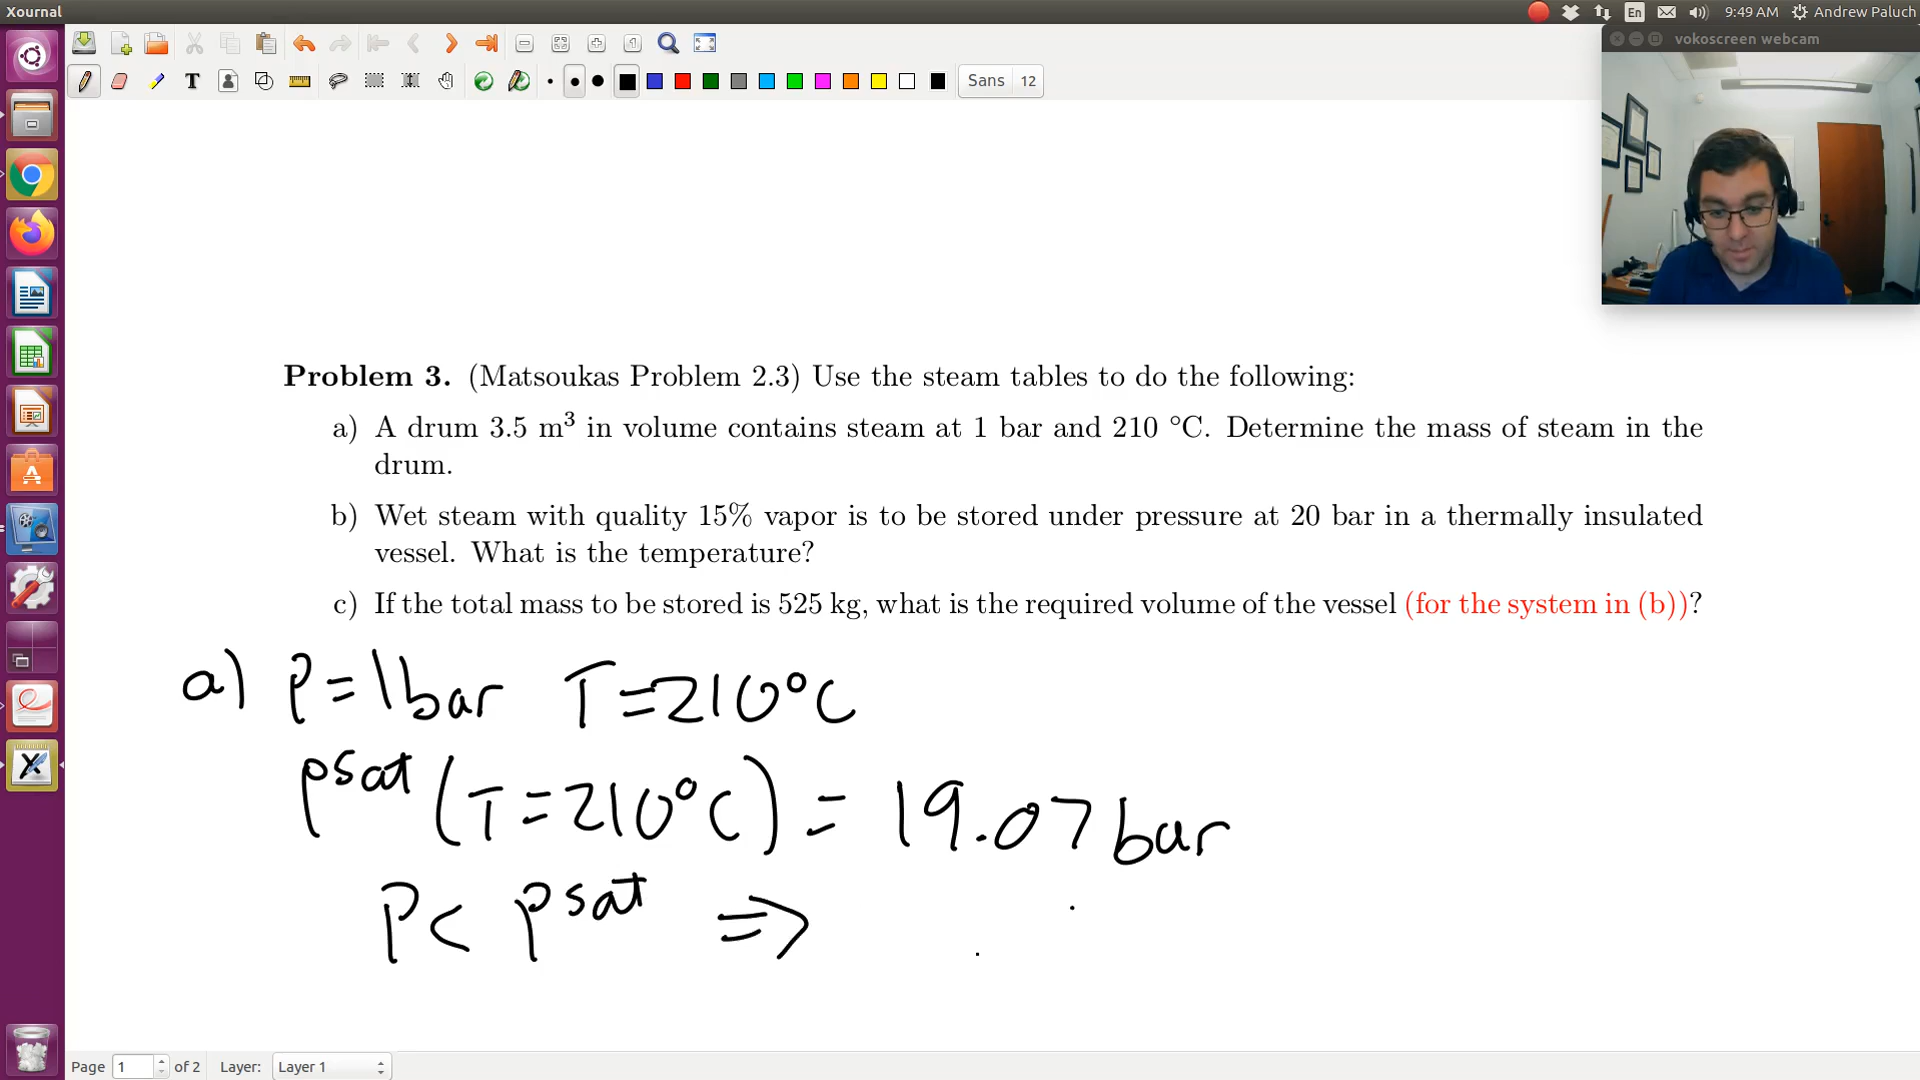 Xournal
En
9:49 AM
Andrew Paluch
vokoscreen webcam
T
Sans 12
Problem 3. (Matsoukas Problem 2.3) Use the steam tables to do the following:
a) A drum 3.5 m³ in volume contains steam at 1 bar and 210 °C. Determine the mass of steam in the
drum.
b) Wet steam with quality 15% vapor is to be stored under pressure at 20 bar in a thermally insulated
vessel. What is the temperature?
c) If the total mass to be stored is 525 kg, what is the required volume of the vessel (for the system in (b))?
a) P = 1 bar T = 210°C
Psat (T = 210°C) = 19.07 bar
P < Psat ⇒
Page 1 of 2 Layer: Layer 1